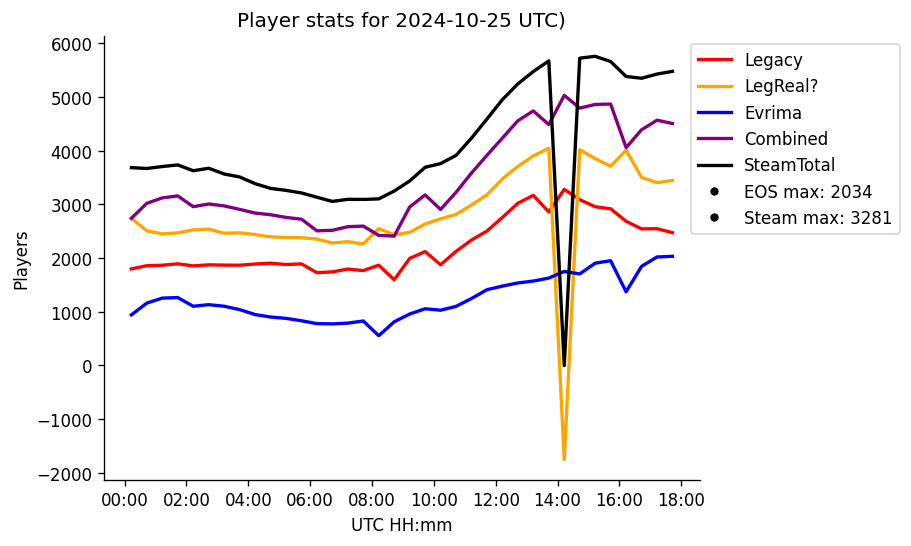 Player stats for 2024-10-25 UTC)
6000
5000
4000
3000
2000
1000
0
−1000
−2000
Players
00:00 02:00 04:00 06:00 08:00 10:00 12:00 14:00 16:00 18:00
UTC HH:mm
Legacy
LegReal?
Evrima
Combined
SteamTotal
EOS max: 2034
Steam max: 3281